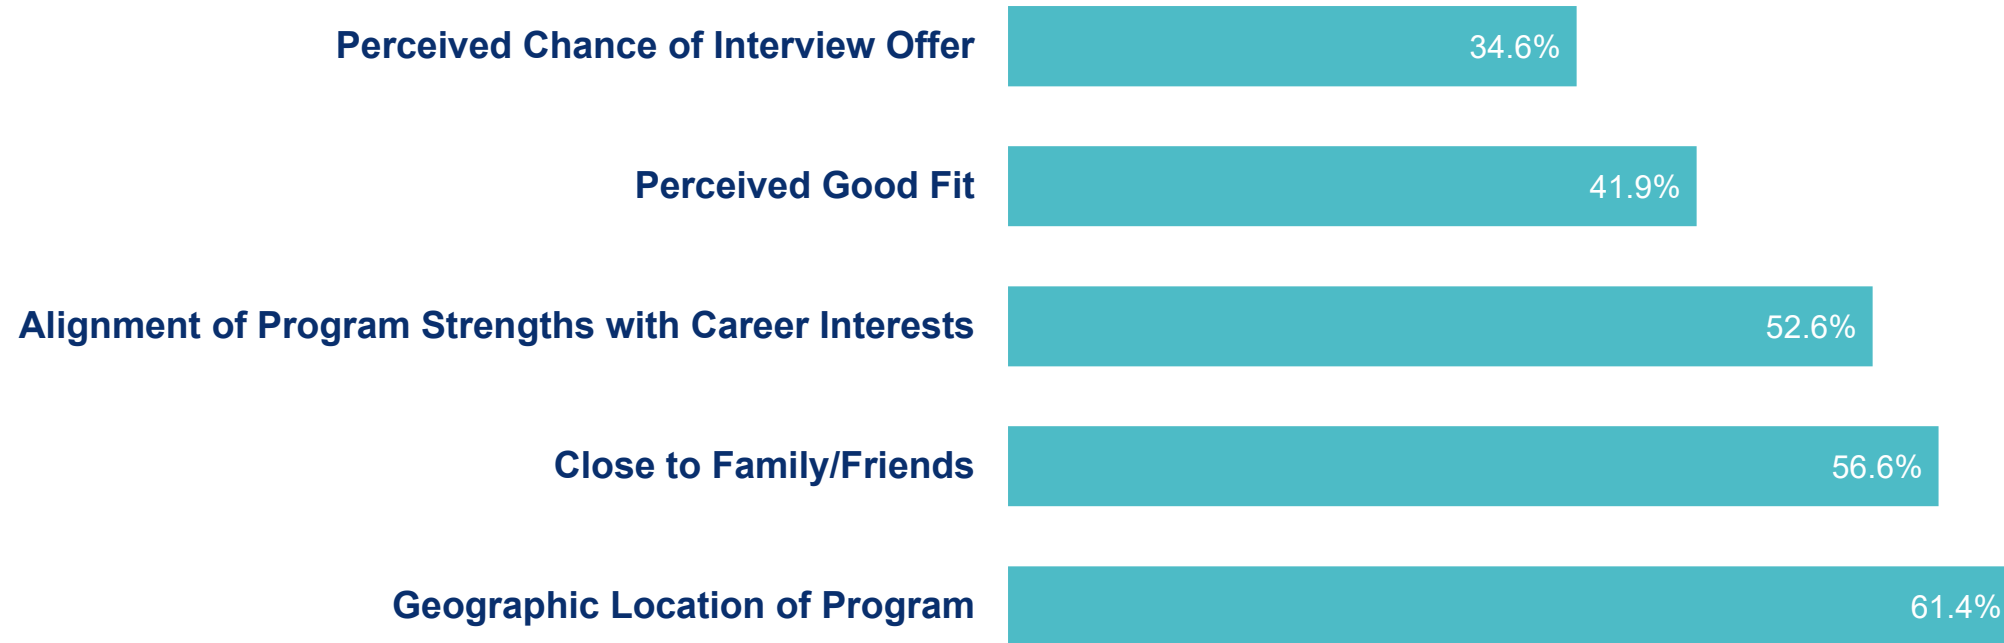 Perceived Chance of Interview Offer 34.6%
Perceived Good Fit 41.9%
Alignment of Program Strengths with Career Interests 52.6%
Close to Family/Friends 56.6%
Geographic Location of Program 61.4%